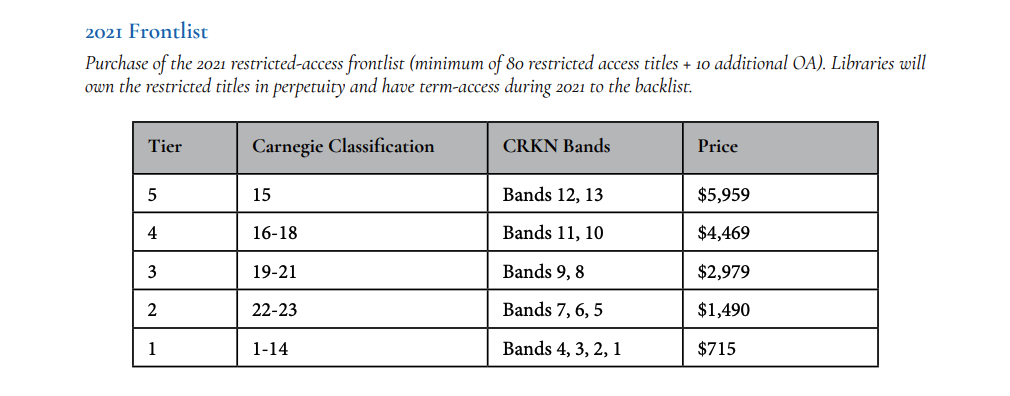 2021 Frontlist
Purchase of the 2021 restricted-access frontlist (minimum of 80 restricted access titles + 10 additional OA). Libraries will
own the restricted titles in perpetuity and have term-access during 2021 to the backlist.
Tier Carnegie Classification CRKN Bands Price
5 15 Bands 12, 13 $5,959
4 16-18 Bands 11, 10 $4,469
3 19-21 Bands 9, 8 $2,979
2 22-23 Bands 7, 6, 5 $1,490
1 1-14 Bands 4, 3, 2, 1 $715